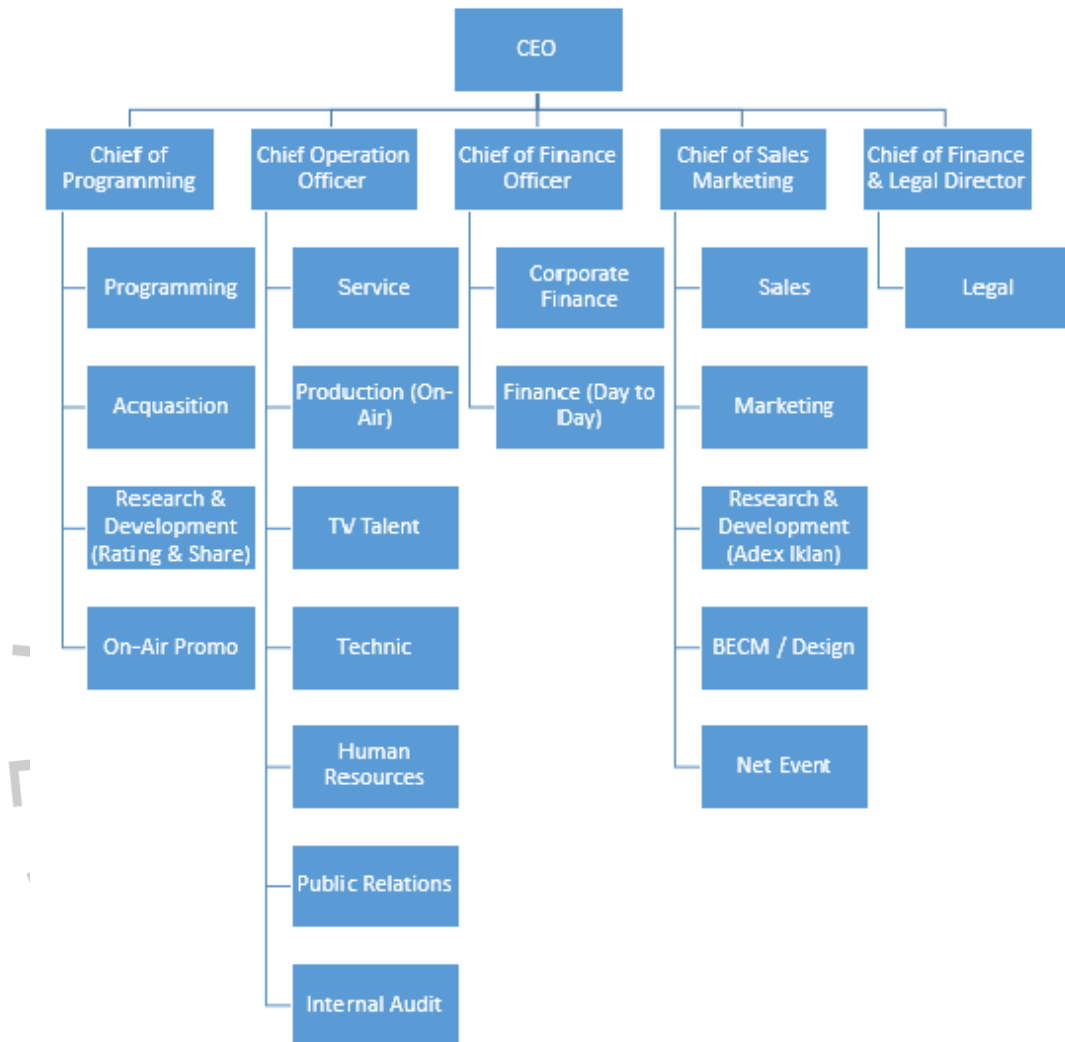 CEO
Chief of
Programming
Chief Operation
Officer
Chief of Finance
Officer
Chief of Sales
Marketing
Chief of Finance
& Legal Director
Programming
Acquasition
Research &
Development
(Rating & Share)
On-Air Promo
Service
Production (On-
Air)
TV Talent
Technic
Human
Resources
Public Relations
Internal Audit
Corporate
Finance
Finance (Day to
Day)
Sales
Marketing
Research &
Development
(Adex Iklan)
BECM / Design
Net Event
Legal